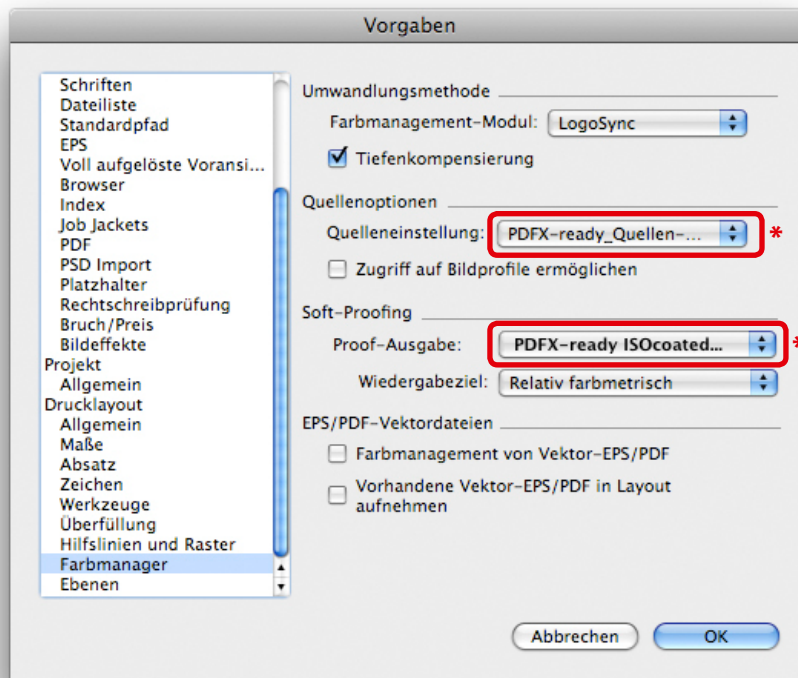 Vorgaben
Schriften
Dateiliste
Standardpfad
EPS
Voll aufgelöste Voransi...
Browser
Index
Job Jackets
PDF
PSD Import
Platzhalter
Rechtschreibprüfung
Bruch/Preis
Bildeffekte
Projekt
Allgemein
Drucklayout
Allgemein
Maße
Absatz
Zeichen
Werkzeuge
Überfüllung
Hilfslinien und Raster
Farbmanager
Ebenen
Umwandlungsmethode
Farbmanagement-Modul: LogoSync
Tiefenkompensierung
Quellenoptionen
Quelleneinstellung: PDFX-ready_Quellen-... *
Zugriff auf Bildprofile ermöglichen
Soft-Proofing
Proof-Ausgabe: PDFX-ready ISOcoated... *
Wiedergabeziel: Relativ farbmetrisch
EPS/PDF-Vektordateien
Farbmanagement von Vektor-EPS/PDF
Vorhandene Vektor-EPS/PDF in Layout
aufnehmen
Abbrechen OK